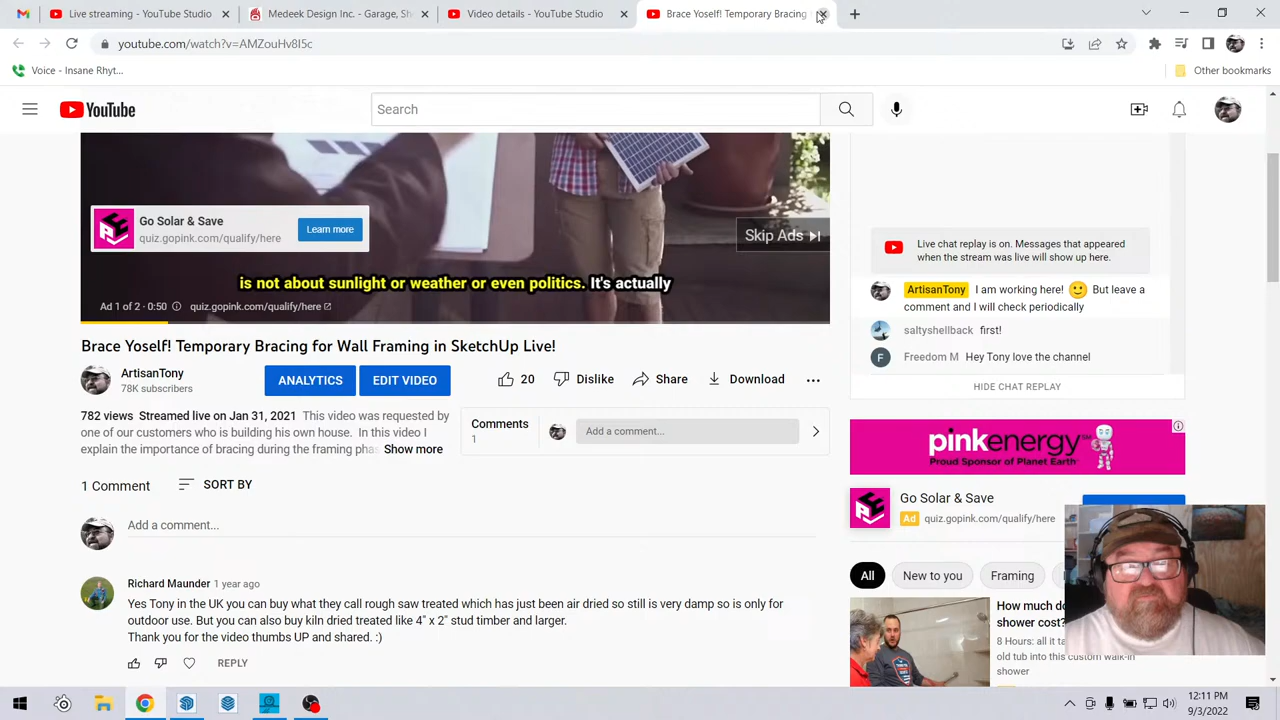 Live streaming - YouTube Studio
Medeek Design Inc. - Garage, Sh
Video details - YouTube Studio
Brace Yoself! Temporary Bracing
youtube.com/watch?v=AMZouHv8I5c
Voice - Insane Rhyt...
Other bookmarks
YouTube
Search
Go Solar & Save
quiz.gopink.com/qualify/here
Learn more
Skip Ads
is not about sunlight or weather or even politics. It's actually
Ad 1 of 2 · 0:50
quiz.gopink.com/qualify/here
Live chat replay is on. Messages that appeared
when the stream was live will show up here.
ArtisanTony I am working here! But leave a
comment and I will check periodically
saltyshellback first!
F Freedom M Hey Tony love the channel
HIDE CHAT REPLAY
Brace Yoself! Temporary Bracing for Wall Framing in SketchUp Live!
ArtisanTony
78K subscribers
ANALYTICS
EDIT VIDEO
20
Dislike
Share
Download
782 views Streamed live on Jan 31, 2021 This video was requested by
one of our customers who is building his own house. In this video I
explain the importance of bracing during the framing phas Show more
Comments
1
Add a comment...
1 Comment
SORT BY
Add a comment...
Richard Maunder 1 year ago
Yes Tony in the UK you can buy what they call rough saw treated which has just been air dried so still is very damp so is only for
outdoor use. But you can also buy kiln dried treated like 4" x 2" stud timber and larger.
Thank you for the video thumbs UP and shared. :)
REPLY
pinkenergy
Proud Sponsor of Planet Earth
Go Solar & Save
Ad quiz.gopink.com/qualify/here
All
New to you
Framing
How much do
shower cost?
8 Hours: all it ta
old tub into this custom walk-in
shower
12:11 PM
9/3/2022